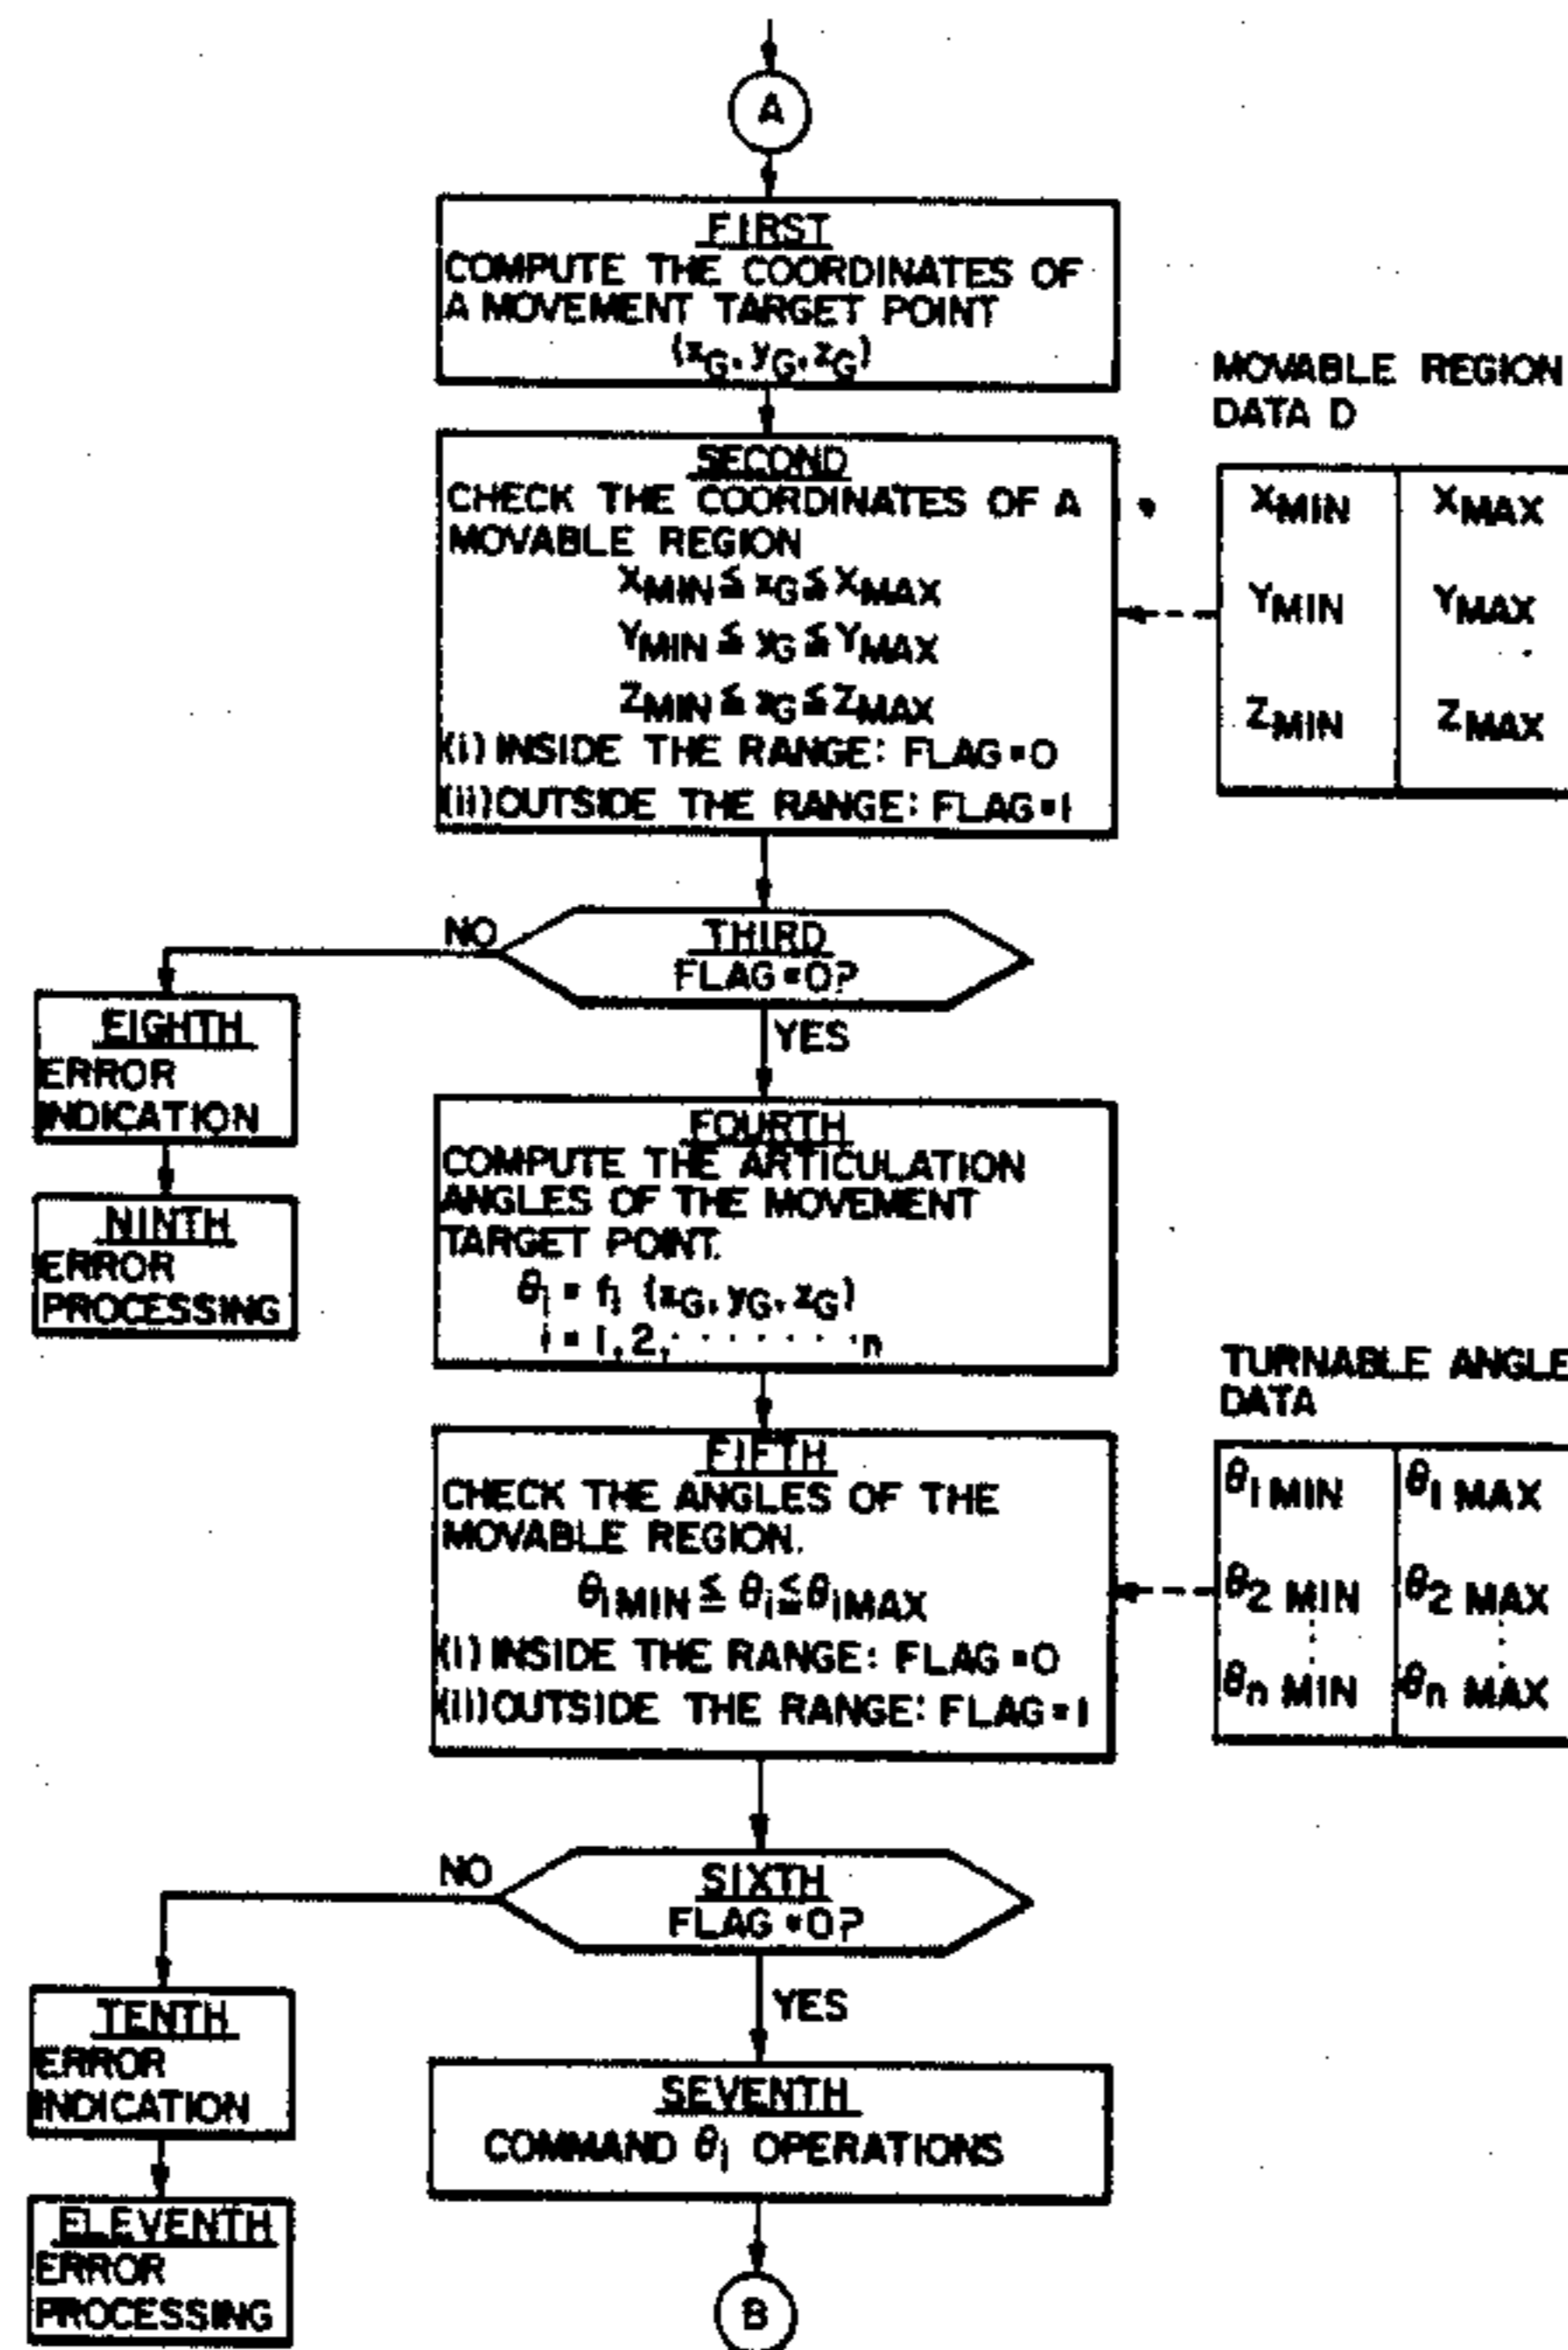 A
FIRST
COMPUTE THE COORDINATES OF
A MOVEMENT TARGET POINT
(xG, yG, zG)
SECOND
CHECK THE COORDINATES OF A
MOVABLE REGION
XMIN ≦ xG ≦ XMAX
YMIN ≦ xG ≦ YMAX
ZMIN ≦ xG ≦ ZMAX
(i) INSIDE THE RANGE: FLAG=0
(ii) OUTSIDE THE RANGE: FLAG=1
MOVABLE REGION
DATA D
XMIN XMAX
YMIN YMAX
ZMIN ZMAX
THIRD
FLAG=0?
NO
YES
EIGHTH
ERROR
INDICATION
NINTH
ERROR
PROCESSING
FOURTH
COMPUTE THE ARTICULATION
ANGLES OF THE MOVEMENT
TARGET POINT.
θi = fi (xG, yG, zG)
i = 1,2,········n
FIFTH
CHECK THE ANGLES OF THE
MOVABLE REGION.
θiMIN ≦ θi ≦ θiMAX
(i) INSIDE THE RANGE: FLAG=0
(ii) OUTSIDE THE RANGE: FLAG=1
TURNABLE ANGLE
DATA
θ1 MIN θ1 MAX
θ2 MIN θ2 MAX
θn MIN θn MAX
SIXTH
FLAG=0?
NO
YES
TENTH
ERROR
INDICATION
ELEVENTH
ERROR
PROCESSING
SEVENTH
COMMAND θi OPERATIONS
B